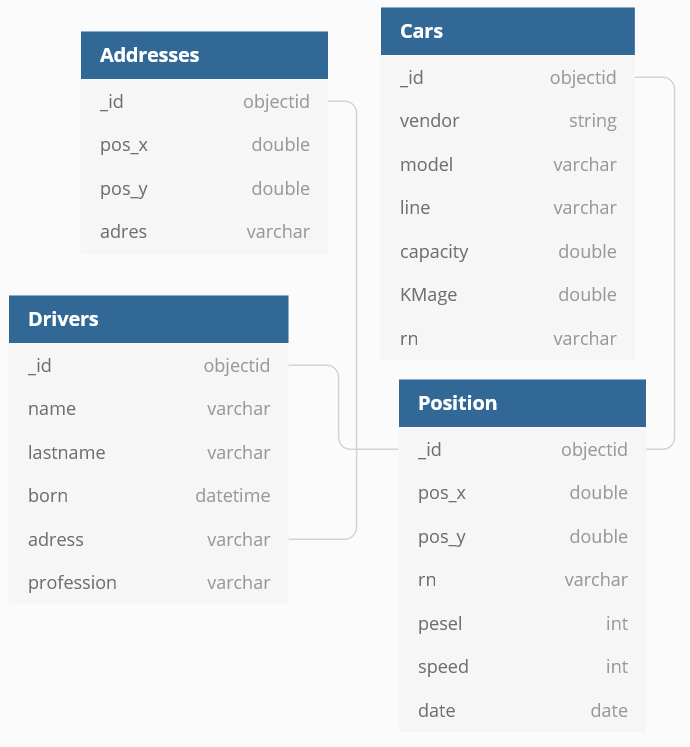 Addresses
_id objectid
pos_x double
pos_y double
adres varchar
Cars
_id objectid
vendor string
model varchar
line varchar
capacity double
KMage double
rn varchar
Drivers
_id objectid
name varchar
lastname varchar
born datetime
adress varchar
profession varchar
Position
_id objectid
pos_x double
pos_y double
rn varchar
pesel int
speed int
date date